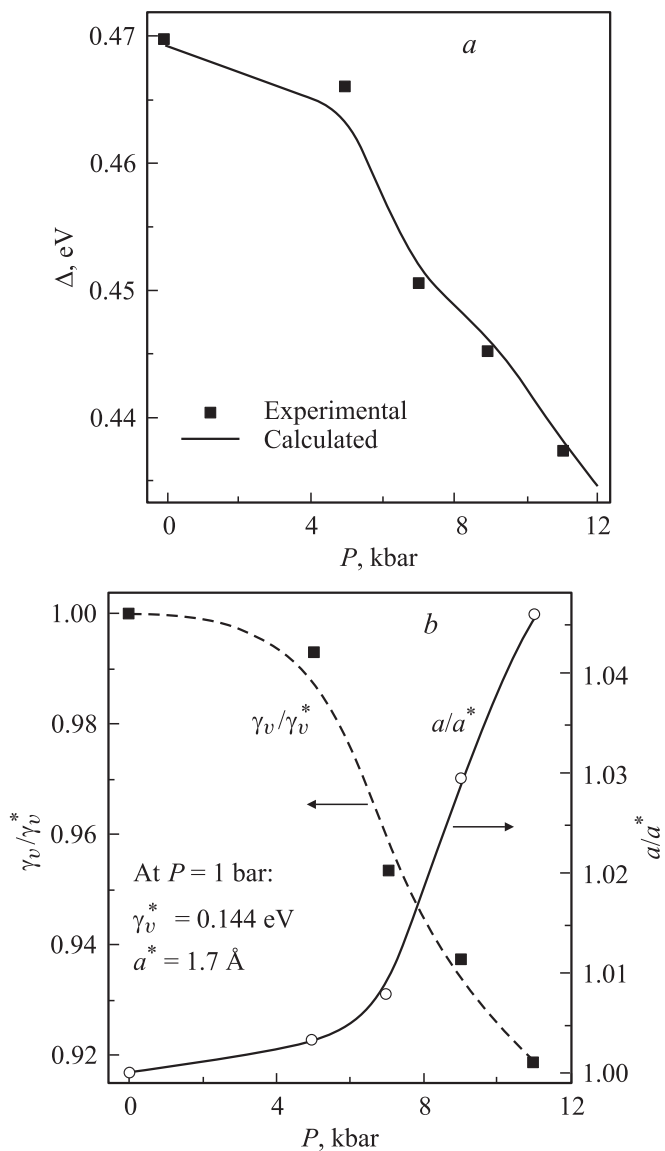 0.47
a
0.46
Δ, eV
0.45
0.44
Experimental
Calculated
0 4 8 12
P, kbar
1.00
b
1.04
0.98
γv/γv*
a/a*
1.03
0.96
γv/γv*
a/a*
At P = 1 bar:
1.02
γv* = 0.144 eV
0.94
a* = 1.7 Å
1.01
0.92
1.00
0 4 8 12
P, kbar